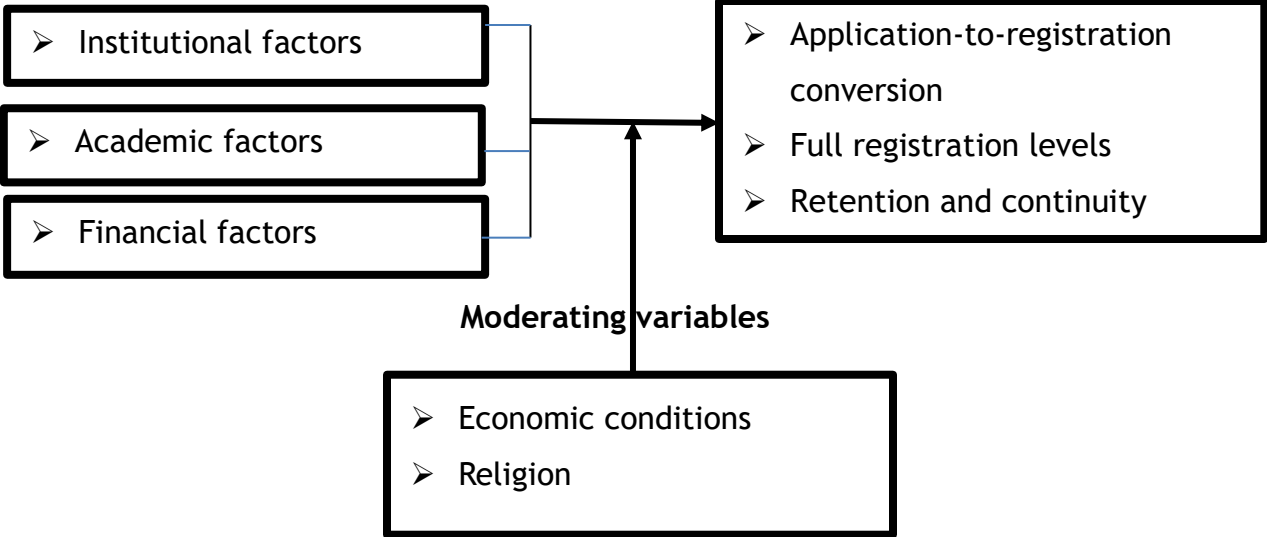 ➢ Institutional factors
➢ Academic factors
➢ Financial factors
➢ Application-to-registration
conversion
➢ Full registration levels
➢ Retention and continuity
Moderating variables
➢ Economic conditions
➢ Religion